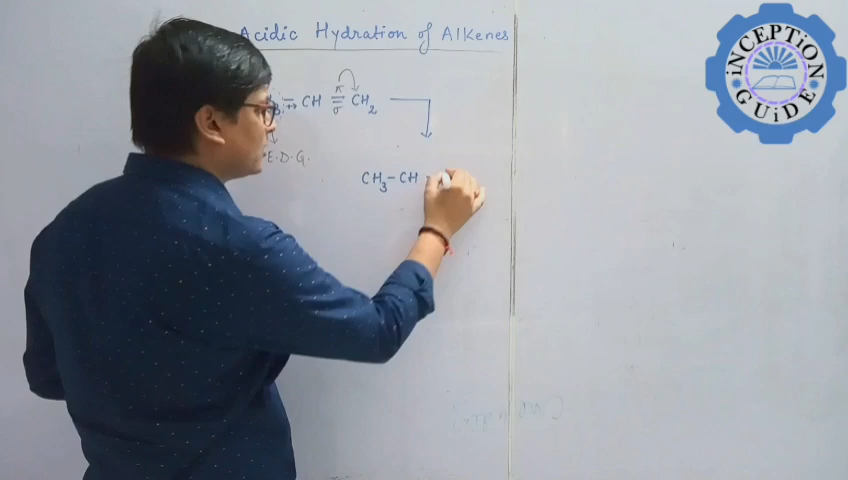 Acidic Hydration of Alkenes
CH = CH2
π
σ
E.D.G.
CH3-CH
INCEPTiON
GUiDE